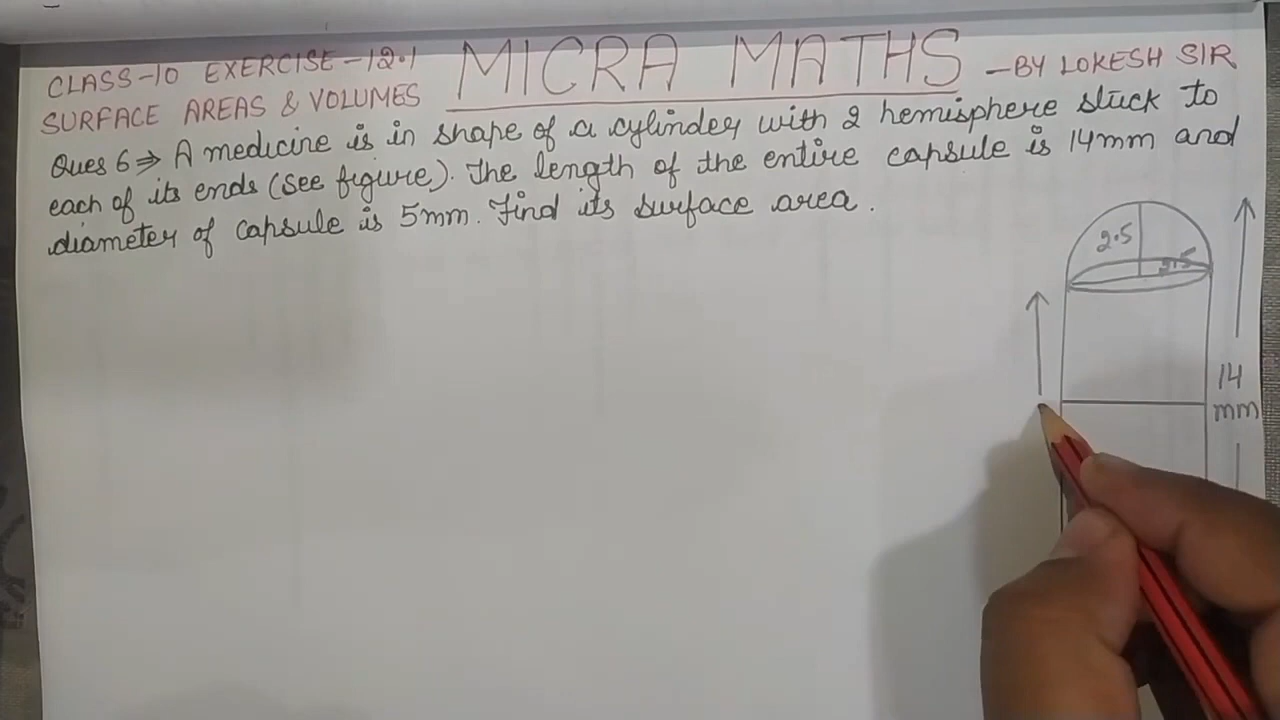 CLASS-10 EXERCISE-12.1 MICRA MATHS -BY LOKESH SIR
SURFACE AREAS & VOLUMES
Ques 6⇒ A medicine is in shape of a cylinder with 2 hemisphere stuck to
each of its ends (see figure). The length of the entire capsule is 14mm and
diameter of capsule is 5mm. Find its surface area.
2.5
2.5
14
mm